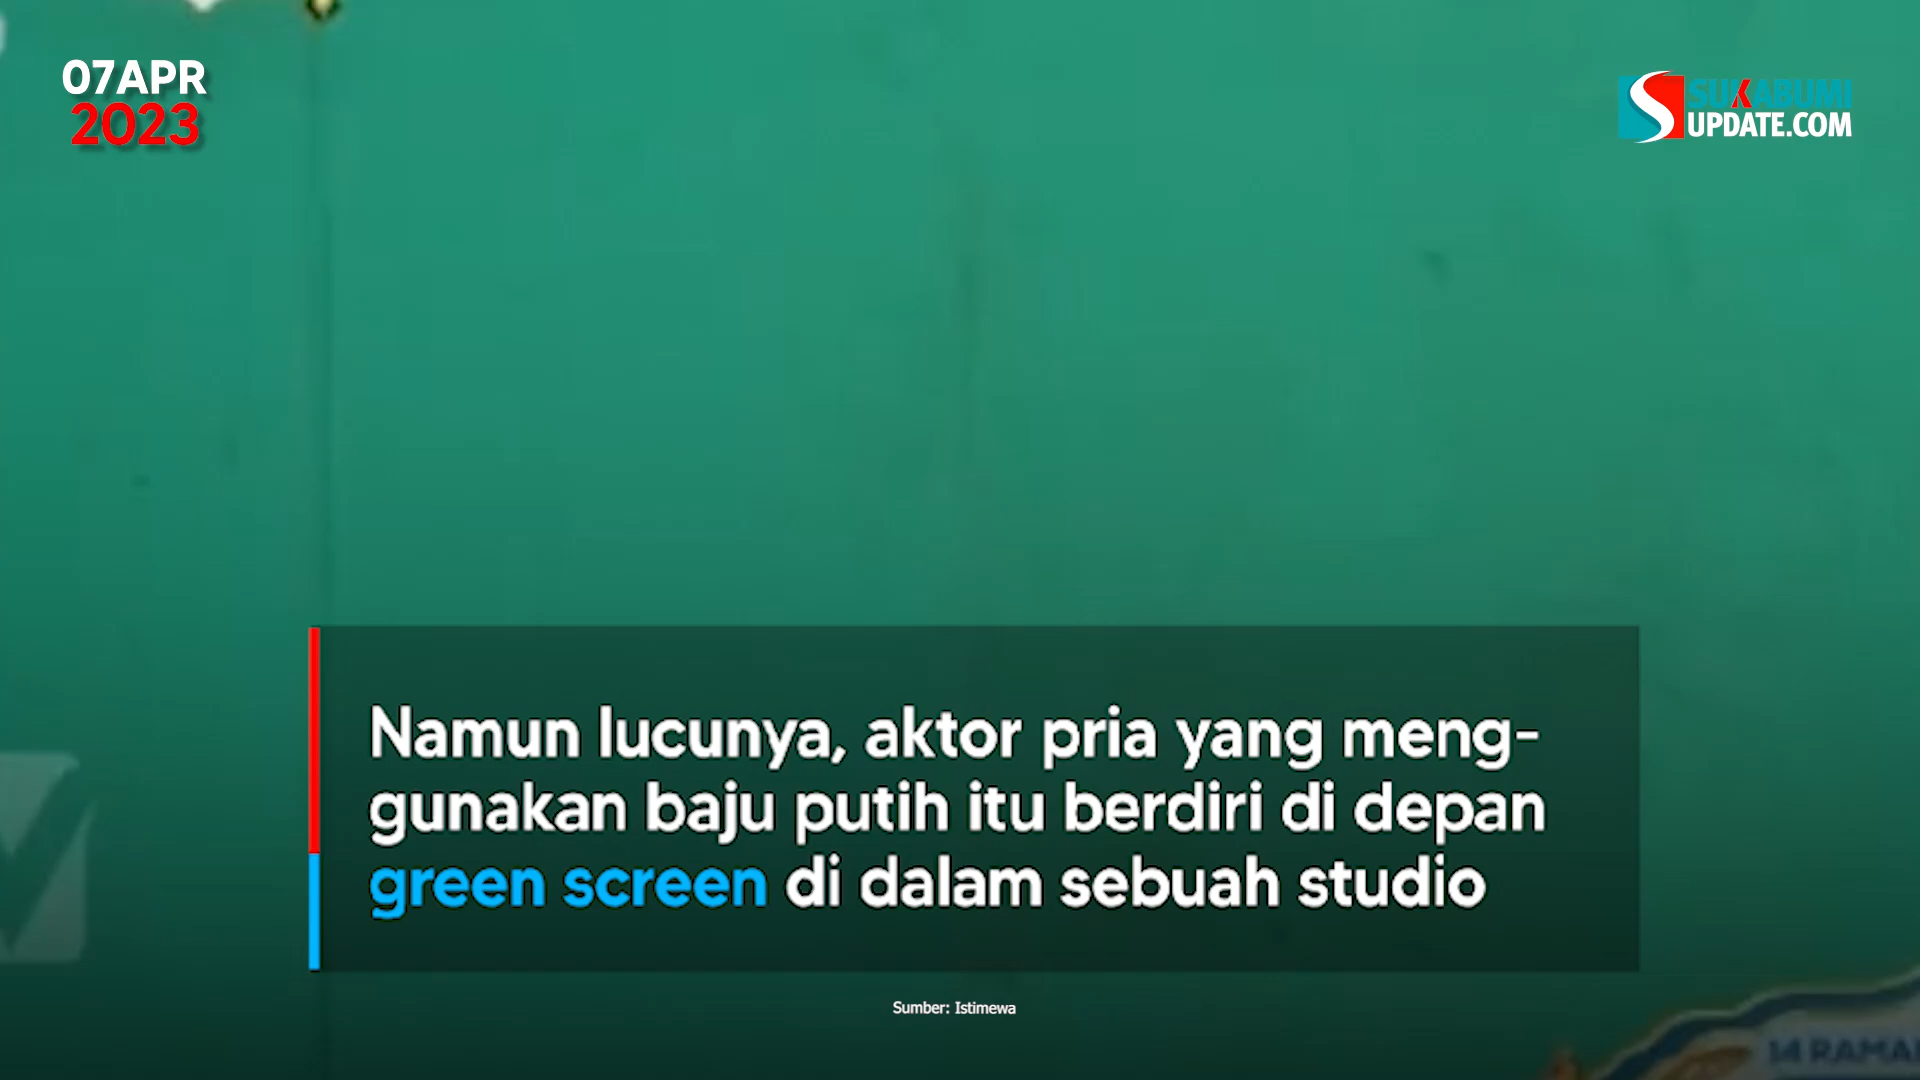 07APR
2023
SUKABUMI
UPDATE.COM
Namun lucunya, aktor pria yang meng-
gunakan baju putih itu berdiri di depan
green screen di dalam sebuah studio
Sumber: Istimewa
14